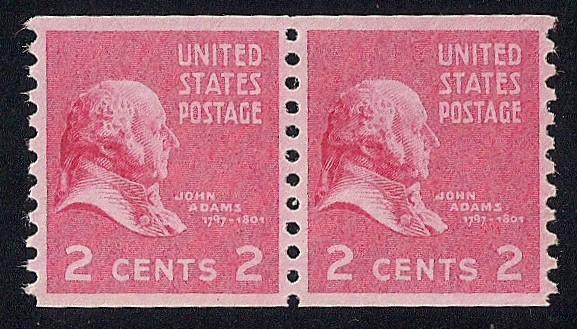 UNITED
STATES
POSTAGE
JOHN
ADAMS
1797-1801
2 CENTS 2
UNITED
STATES
POSTAGE
JOHN
ADAMS
1797-1801
2 CENTS 2